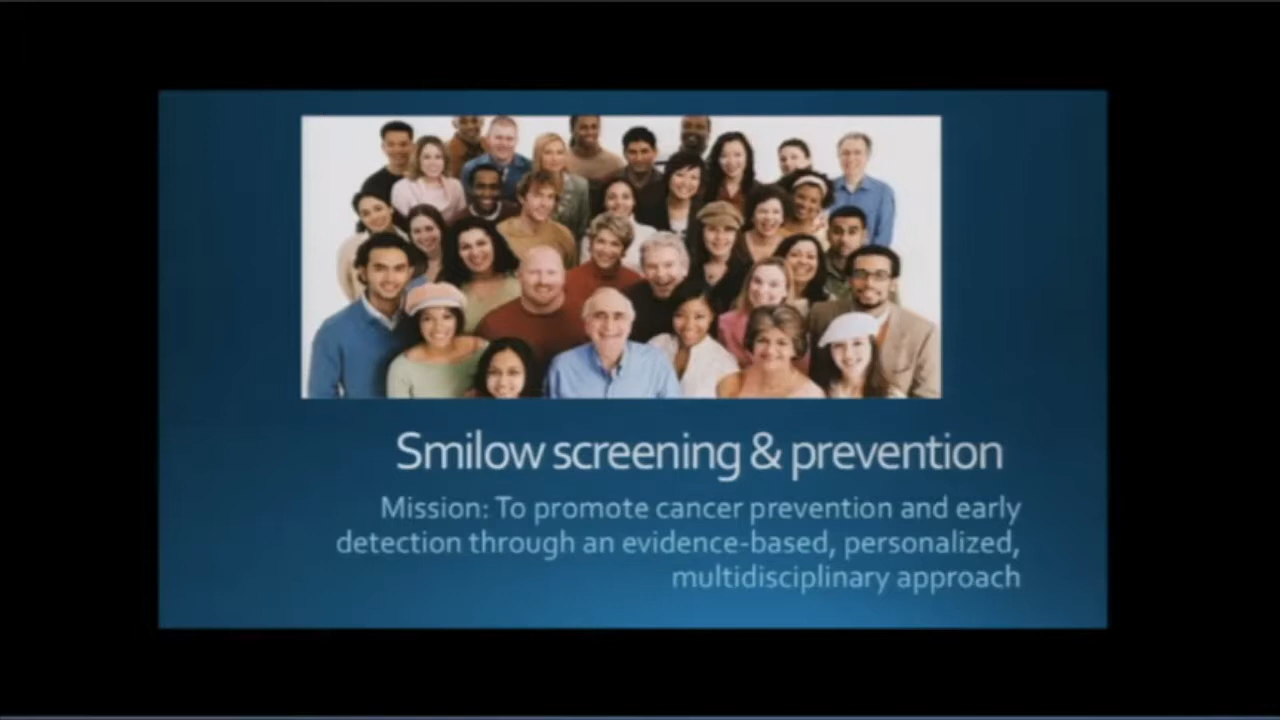 Smilow screening & prevention
Mission: To promote cancer prevention and early
detection through an evidence-based, personalized,
multidisciplinary approach